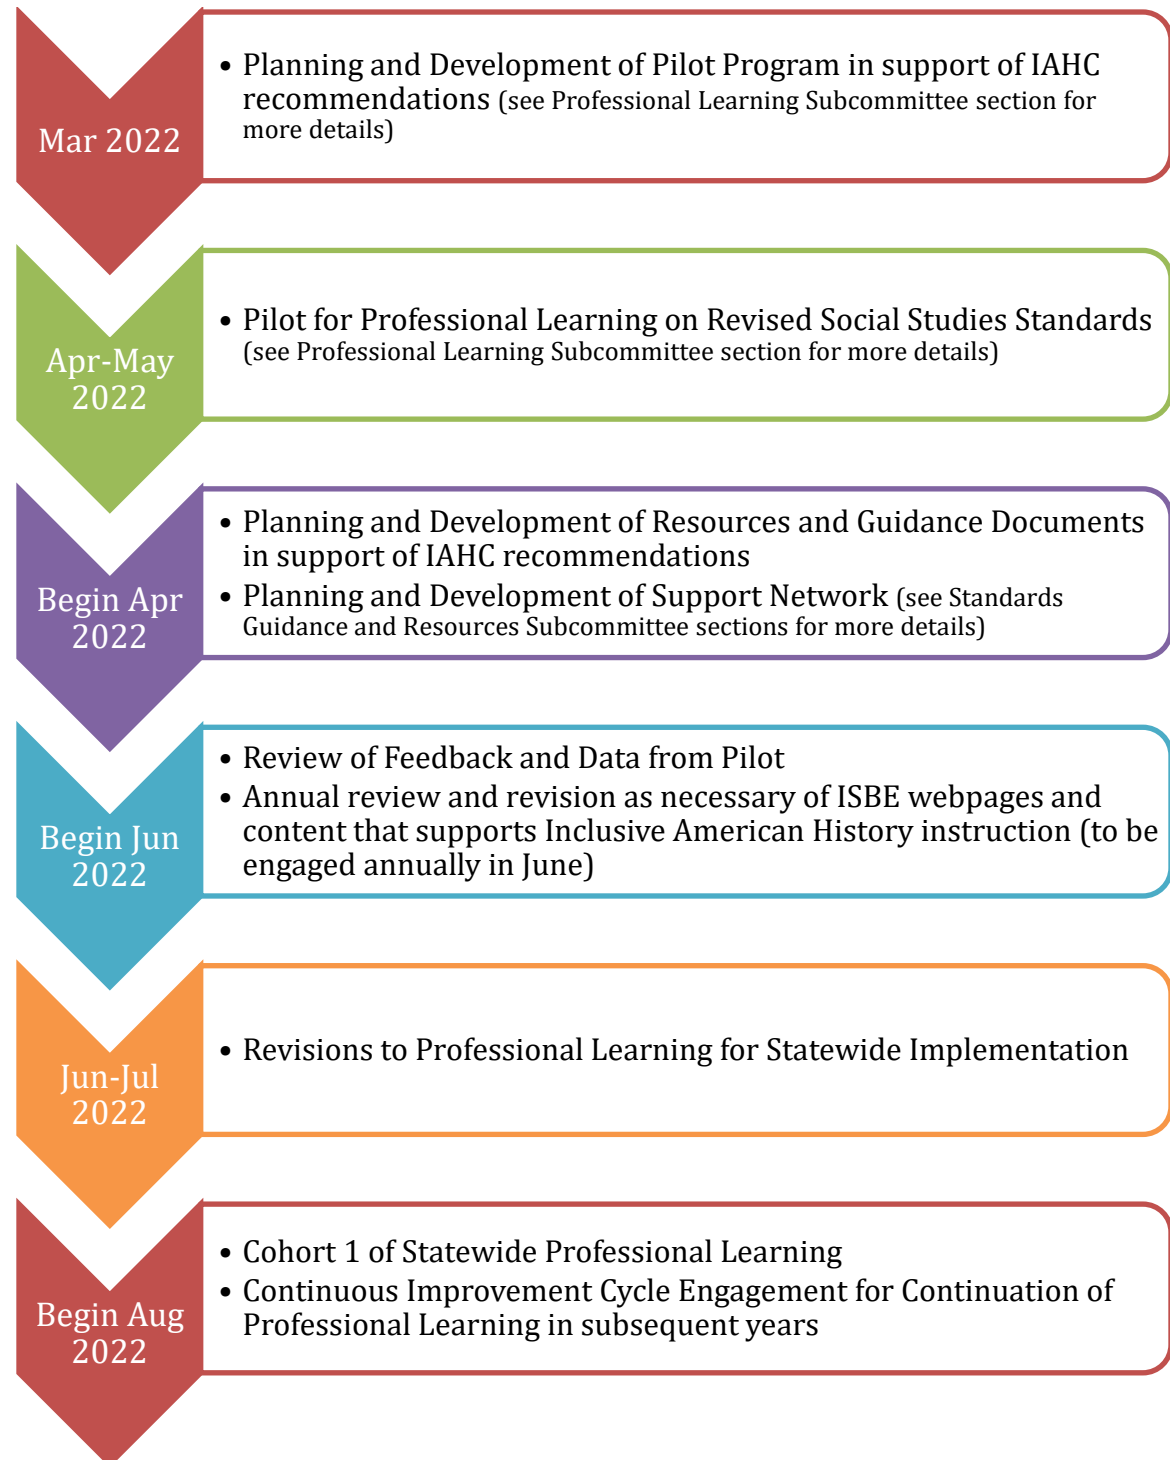 Mar 2022
• Planning and Development of Pilot Program in support of IAHC
recommendations (see Professional Learning Subcommittee section for
more details)
Apr-May
2022
• Pilot for Professional Learning on Revised Social Studies Standards
(see Professional Learning Subcommittee section for more details)
Begin Apr
2022
• Planning and Development of Resources and Guidance Documents
in support of IAHC recommendations
• Planning and Development of Support Network (see Standards
Guidance and Resources Subcommittee sections for more details)
Begin Jun
2022
• Review of Feedback and Data from Pilot
• Annual review and revision as necessary of ISBE webpages and
content that supports Inclusive American History instruction (to be
engaged annually in June)
Jun-Jul
2022
• Revisions to Professional Learning for Statewide Implementation
Begin Aug
2022
• Cohort 1 of Statewide Professional Learning
• Continuous Improvement Cycle Engagement for Continuation of
Professional Learning in subsequent years